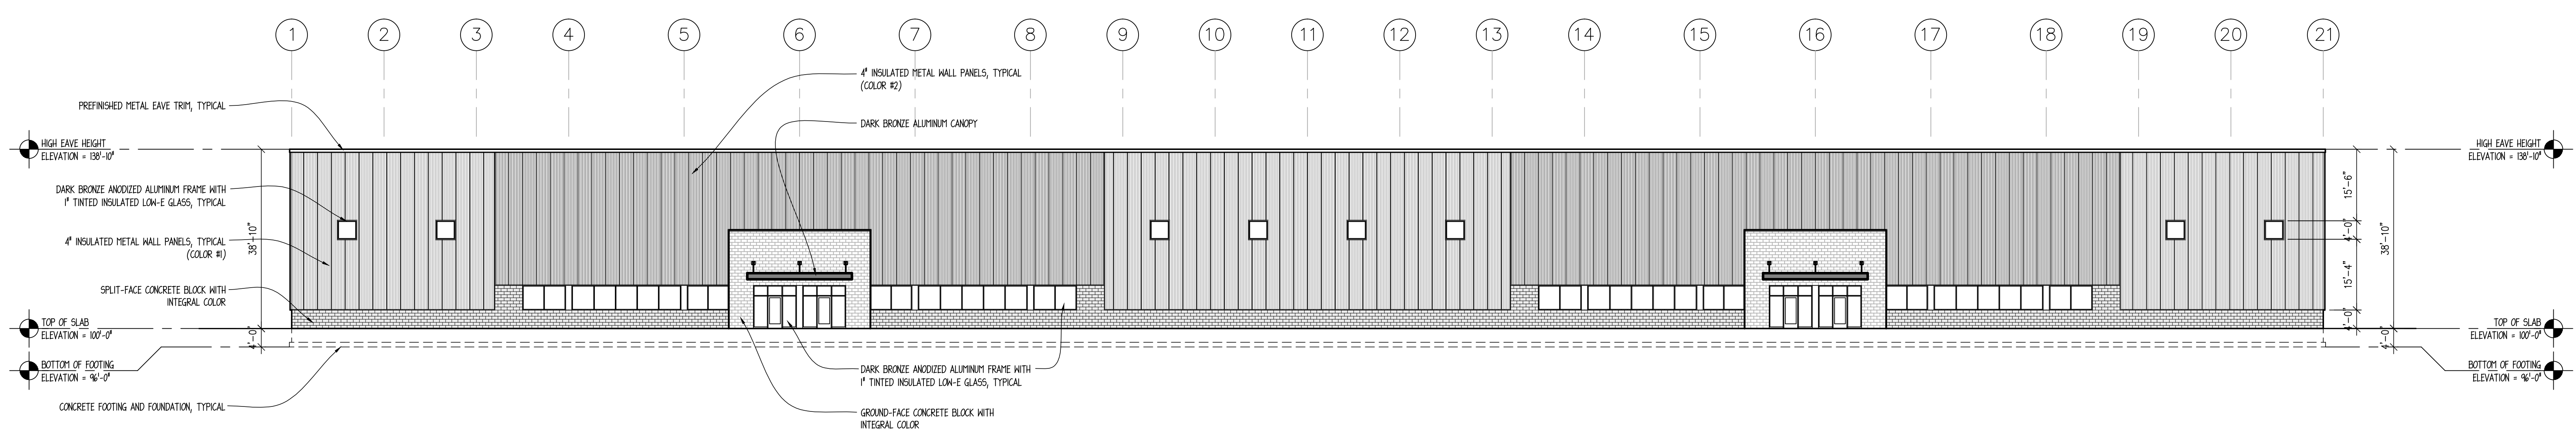 1 2 3 4 5 6 7 8 9 10 11 12 13 14 15 16 17 18 19 20 21
4" INSULATED METAL WALL PANELS, TYPICAL
(COLOR #2)
PREFINISHED METAL EAVE TRIM, TYPICAL
DARK BRONZE ALUMINUM CANOPY
HIGH EAVE HEIGHT
ELEVATION = 138'-10"
HIGH EAVE HEIGHT
ELEVATION = 138'-10"
DARK BRONZE ANODIZED ALUMINUM FRAME WITH
1" TINTED INSULATED LOW-E GLASS, TYPICAL
4" INSULATED METAL WALL PANELS, TYPICAL
(COLOR #1)
38'-10"
15'-6"
4'-0"
38'-10"
15'-4"
4'-0"
SPLIT-FACE CONCRETE BLOCK WITH
INTEGRAL COLOR
TOP OF SLAB
ELEVATION = 100'-0"
4'-0"
4'-0"
TOP OF SLAB
ELEVATION = 100'-0"
BOTTOM OF FOOTING
ELEVATION = 96'-0"
BOTTOM OF FOOTING
ELEVATION = 96'-0"
DARK BRONZE ANODIZED ALUMINUM FRAME WITH
1" TINTED INSULATED LOW-E GLASS, TYPICAL
CONCRETE FOOTING AND FOUNDATION, TYPICAL
GROUND-FACE CONCRETE BLOCK WITH
INTEGRAL COLOR